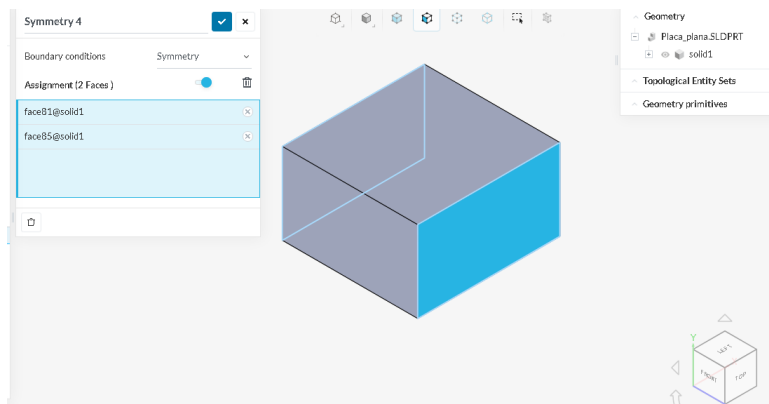 Symmetry 4
Boundary conditions Symmetry
Assignment (2 Faces )
face81@solid1
face85@solid1
Geometry
Placa_plana.SLDPRT
solid1
Topological Entity Sets
Geometry primitives
Y
LEFT
FRONT
TOP